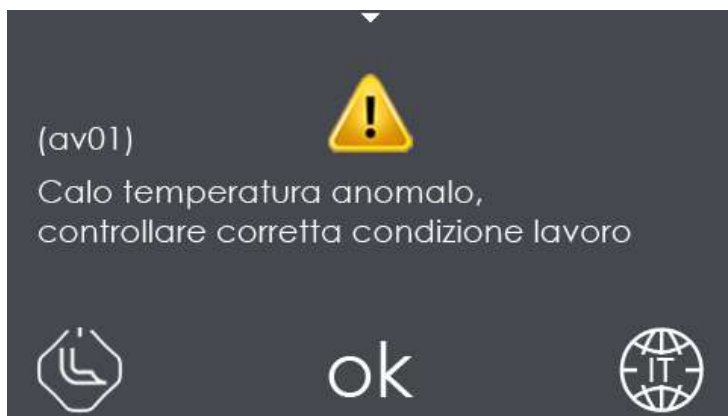 (av01)
Calo temperatura anomalo,
controllare corretta condizione lavoro
ok
IT